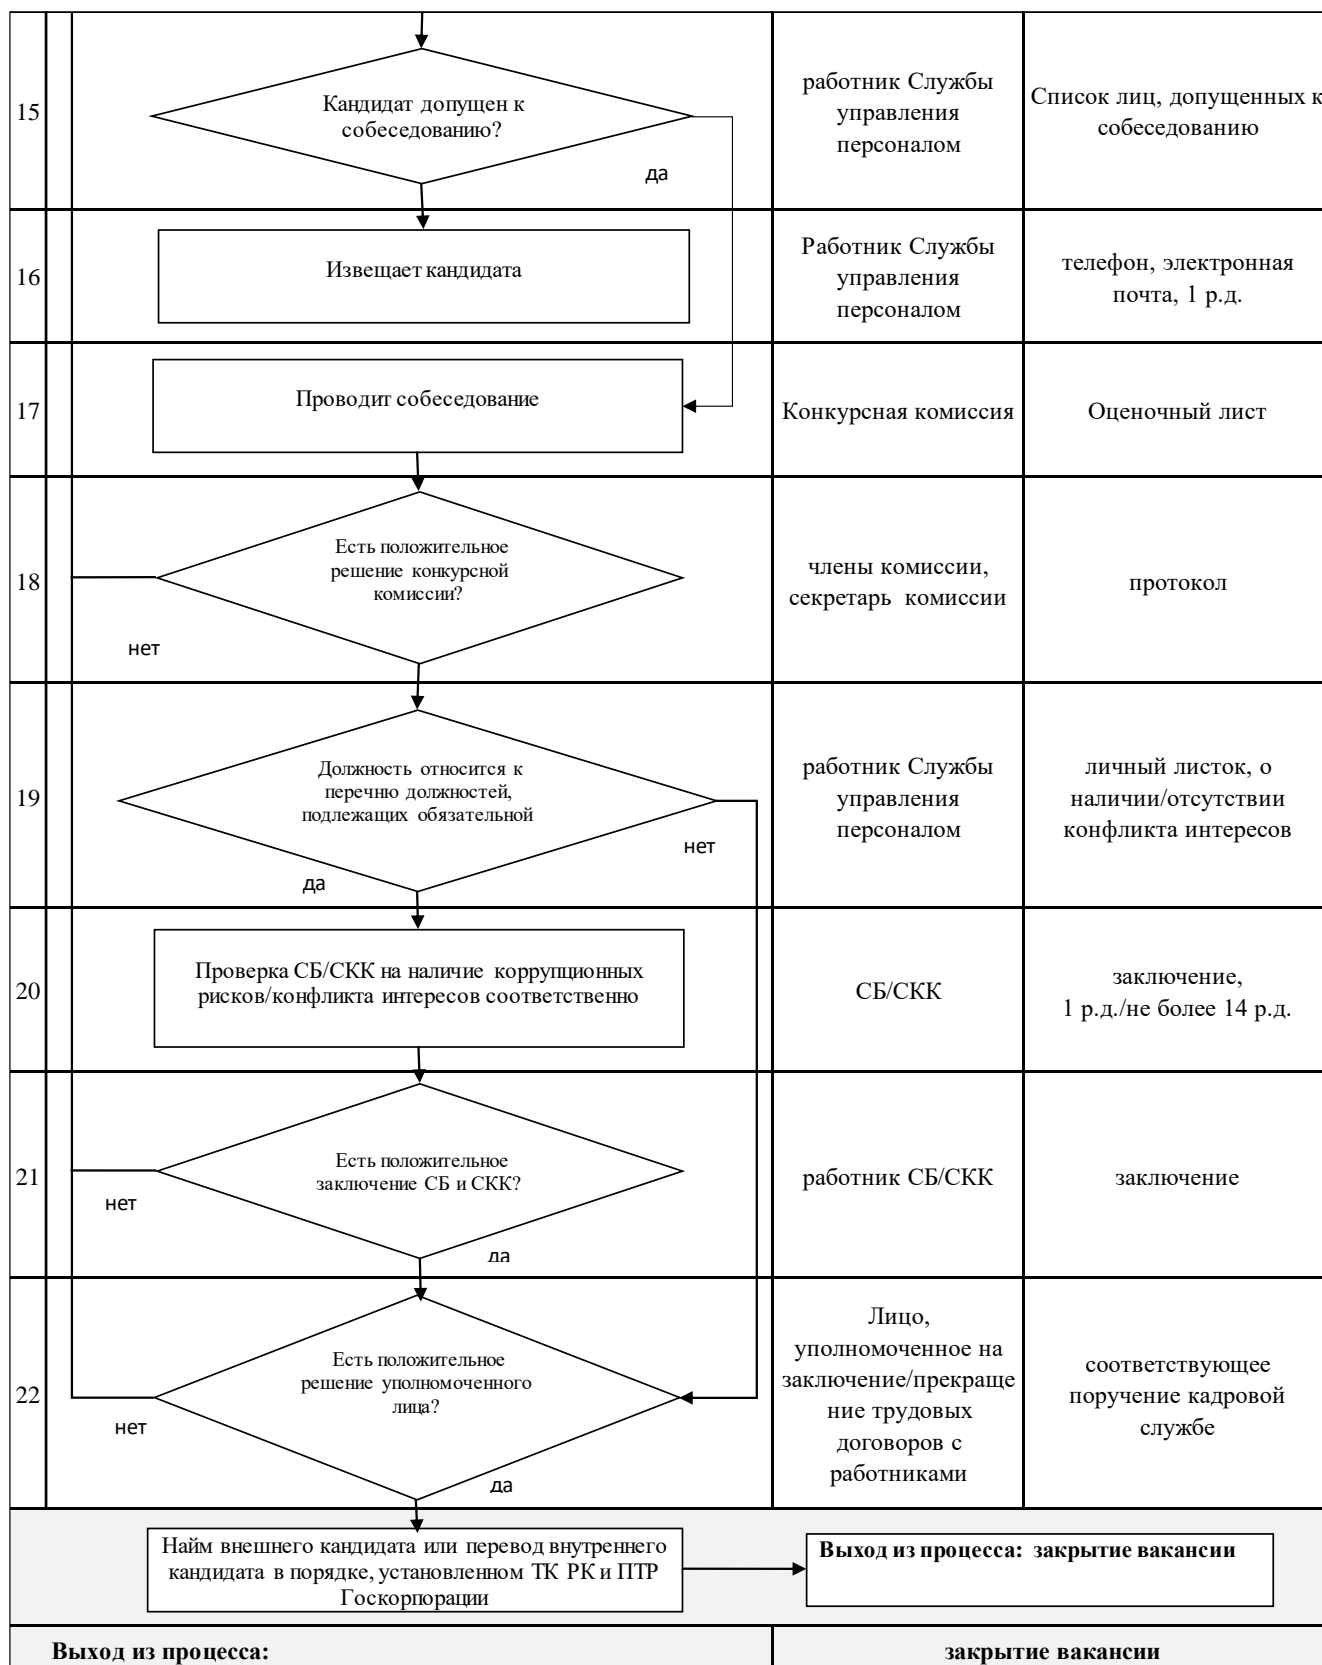 15
Кандидат допущен к
собеседованию?
да
работник Службы
управления
персоналом
Список лиц, допущенных к
собеседованию
16
Извещает кандидата
Работник Службы
управления
персоналом
телефон, электронная
почта, 1 р.д.
17
Проводит собеседование
Конкурсная комиссия
Оценочный лист
18
Есть положительное
решение конкурсной
комиссии?
нет
члены комиссии,
секретарь комиссии
протокол
19
Должность относится к
перечню должностей,
подлежащих обязательной
нет
да
работник Службы
управления
персоналом
личный листок, о
наличии/отсутствии
конфликта интересов
20
Проверка СБ/СКК на наличие коррупционных
рисков/конфликта интересов соответственно
СБ/СКК
заключение,
1 р.д./не более 14 р.д.
21
Есть положительное
заключение СБ и СКК?
нет
да
работник СБ/СКК
заключение
22
Есть положительное
решение уполномоченного
лица?
нет
да
Лицо,
уполномоченное на
заключение/прекраще
ние трудовых
договоров с
работниками
соответствующее
поручение кадровой
службе
Найм внешнего кандидата или перевод внутреннего
кандидата в порядке, установленном ТК РК и ПТР
Госкорпорации
Выход из процесса: закрытие вакансии
Выход из процесса:
закрытие вакансии